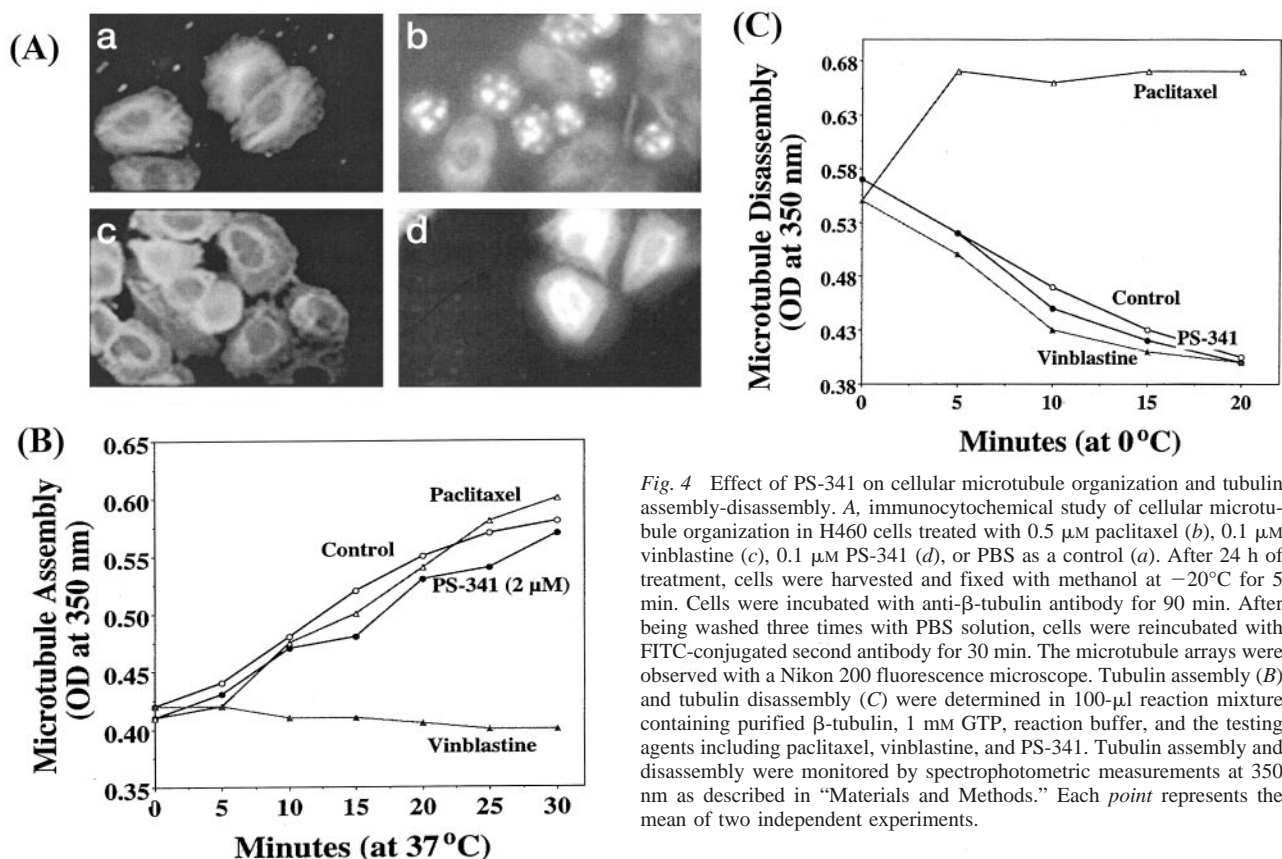 (A)
a
b
c
d
(B)
Microtubule Assembly
(OD at 350 nm)
0.65
0.60
0.55
0.50
0.45
0.40
0.35
Paclitaxel
Control
PS-341 (2 µM)
Vinblastine
0 5 10 15 20 25 30
Minutes (at 37°C)
(C)
Microtubule Disassembly
(OD at 350 nm)
0.68
0.63
0.58
0.53
0.48
0.43
0.38
Paclitaxel
Control
PS-341
Vinblastine
0 5 10 15 20
Minutes (at 0°C)
Fig. 4 Effect of PS-341 on cellular microtubule organization and tubulin
assembly-disassembly. A, immunocytochemical study of cellular microtu-
bule organization in H460 cells treated with 0.5 µM paclitaxel (b), 0.1 µM
vinblastine (c), 0.1 µM PS-341 (d), or PBS as a control (a). After 24 h of
treatment, cells were harvested and fixed with methanol at −20°C for 5
min. Cells were incubated with anti-β-tubulin antibody for 90 min. After
being washed three times with PBS solution, cells were reincubated with
FITC-conjugated second antibody for 30 min. The microtubule arrays were
observed with a Nikon 200 fluorescence microscope. Tubulin assembly (B)
and tubulin disassembly (C) were determined in 100-µl reaction mixture
containing purified β-tubulin, 1 mM GTP, reaction buffer, and the testing
agents including paclitaxel, vinblastine, and PS-341. Tubulin assembly and
disassembly were monitored by spectrophotometric measurements at 350
nm as described in “Materials and Methods.” Each point represents the
mean of two independent experiments.